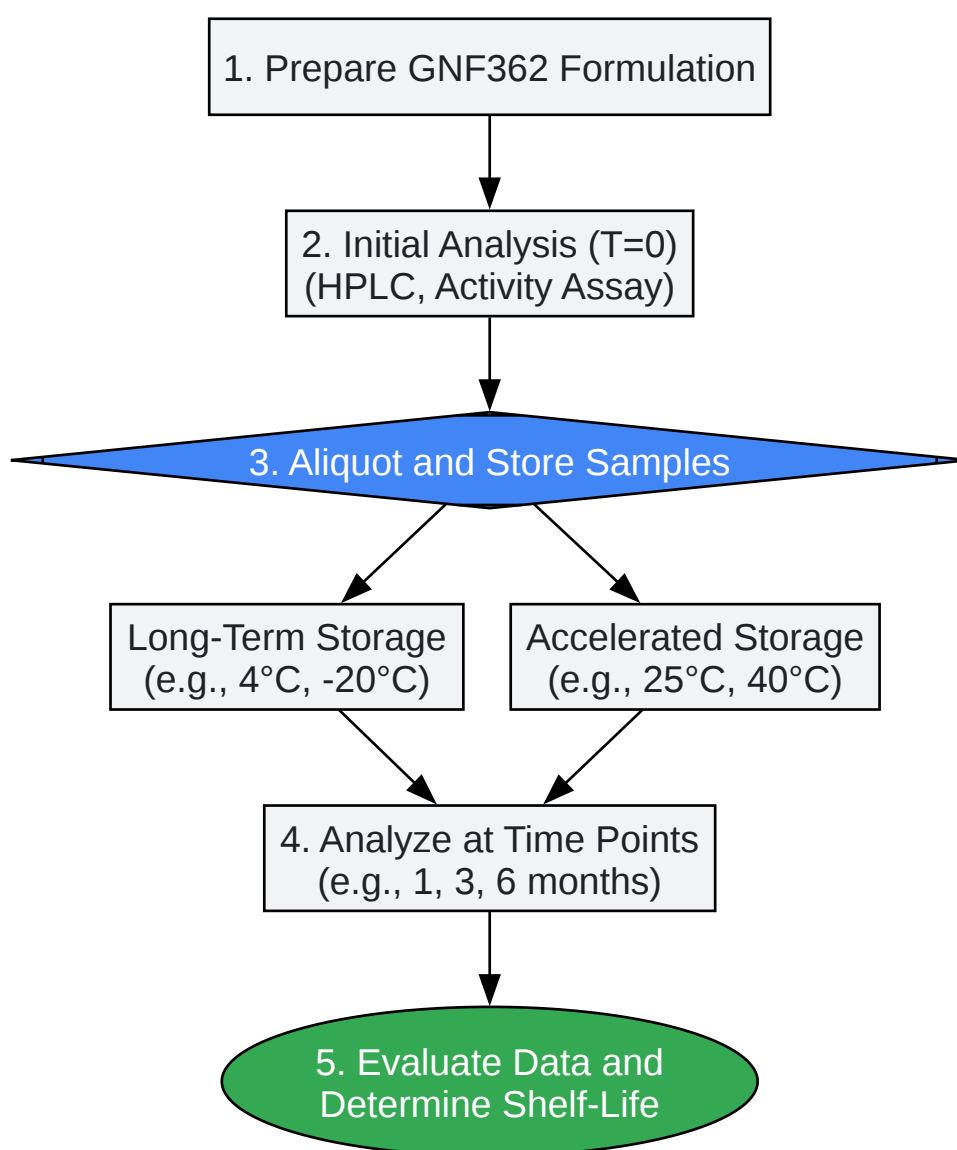 1. Prepare GNF362 Formulation
2. Initial Analysis (T=0)
(HPLC, Activity Assay)
3. Aliquot and Store Samples
Long-Term Storage
(e.g., 4°C, -20°C)
Accelerated Storage
(e.g., 25°C, 40°C)
4. Analyze at Time Points
(e.g., 1, 3, 6 months)
5. Evaluate Data and
Determine Shelf-Life